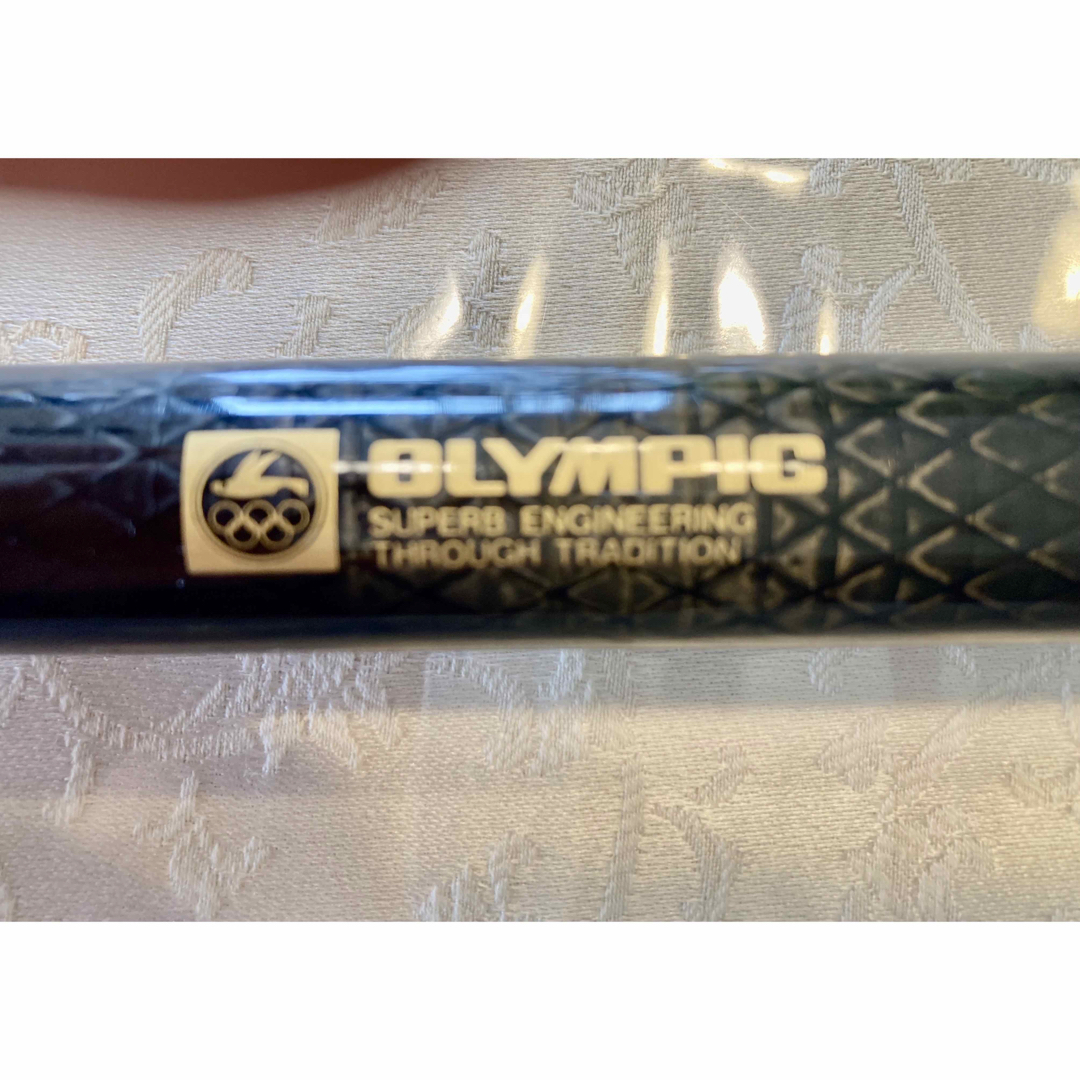 OLYMPIC
SUPERB ENGINEERING
THROUGH TRADITION